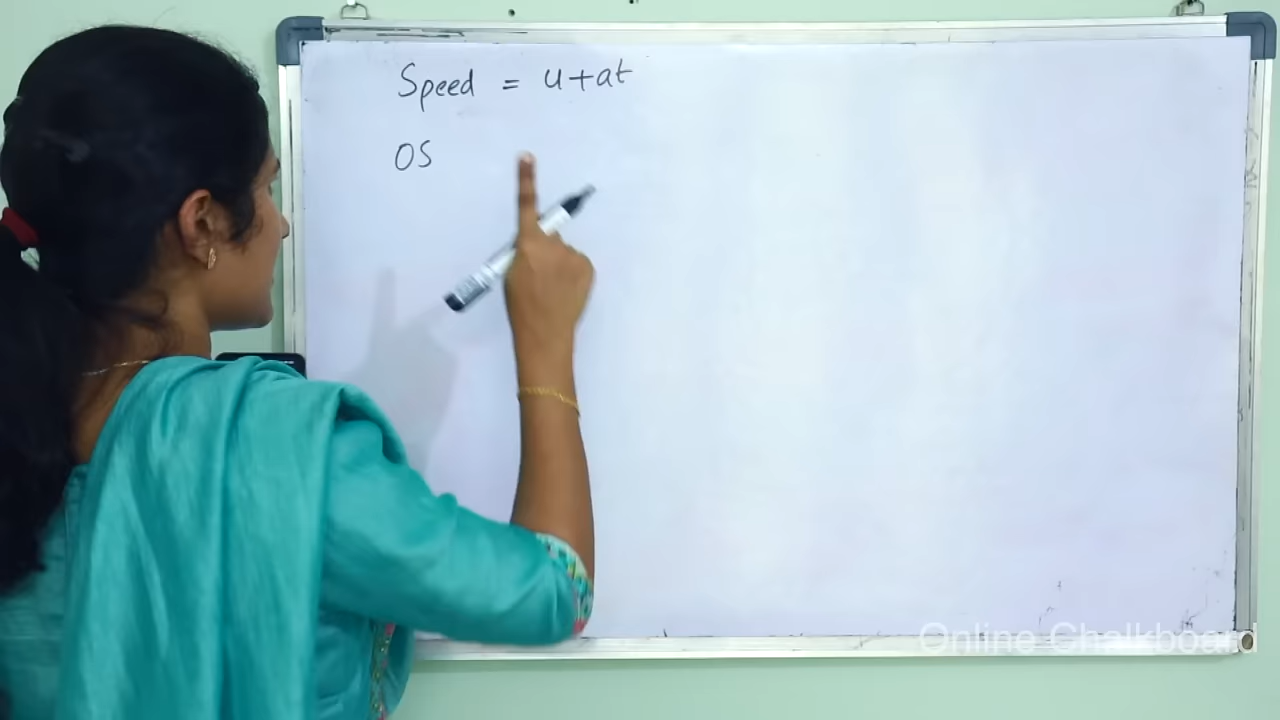 Speed = u+at
OS
Online Chalkboard